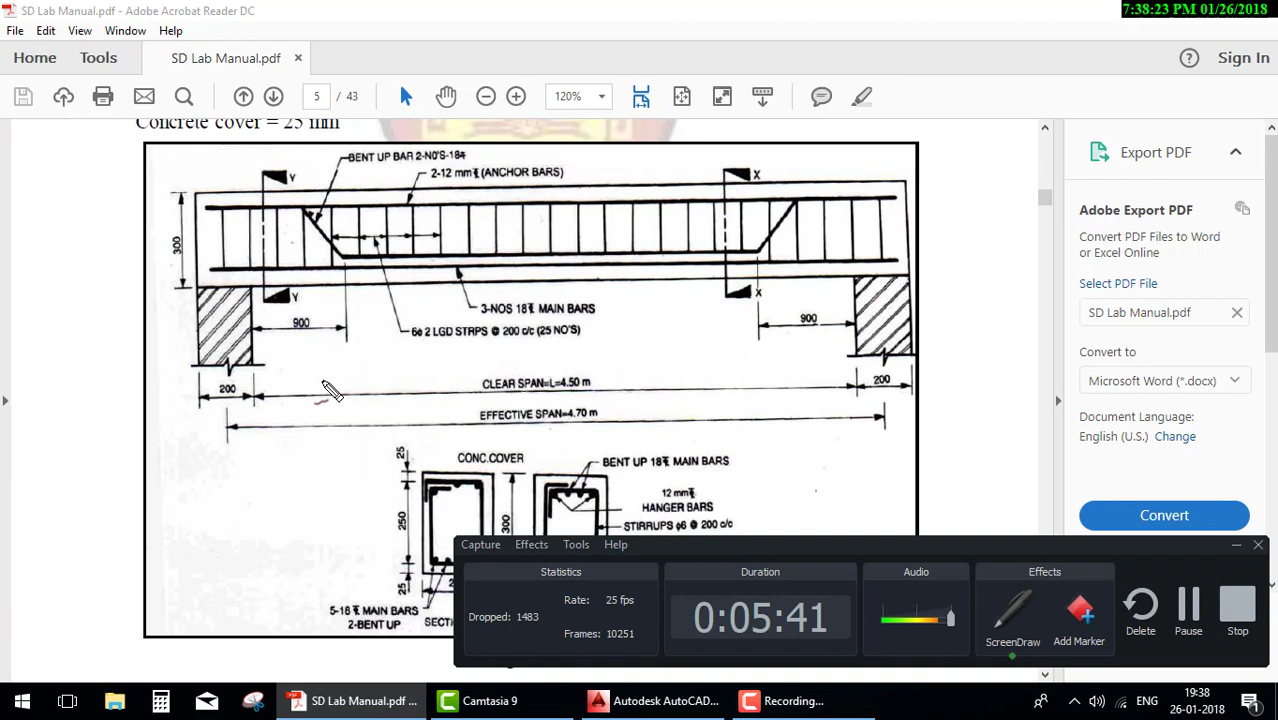 SD Lab Manual.pdf - Adobe Acrobat Reader DC
7:38:23 PM 01/26/2018
File Edit View Window Help
Home Tools SD Lab Manual.pdf × ? Sign In
5 / 43 120%
Concrete cover = 25 mm
BENT UP BAR 2-N0'S-18
2-12 mm (ANCHOR BARS)
Y X
300
Y X
3-NOS 18 MAIN BARS
900 900
6ϕ 2 LGD STRPS @ 200 c/c (25 NO'S)
200 CLEAR SPAN=L=4.50 m 200
EFFECTIVE SPAN=4.70 m
25 CONC.COVER BENT UP 18 MAIN BARS
12 mm
HANGER BARS
250 300 STIRRUPS φ6 @ 200 c/c
25
5-18 MAIN BARS
2-BENT UP
Export PDF
Adobe Export PDF
Convert PDF Files to Word
or Excel Online
Select PDF File
SD Lab Manual.pdf ×
Convert to
Microsoft Word (*.docx)
Document Language:
English (U.S.) Change
Convert
Capture Effects Tools Help
Statistics Duration Audio Effects
Rate: 25 fps
Dropped: 1483 0:05:41
Frames: 10251
ScreenDraw Add Marker Delete Pause Stop
SD Lab Manual.pdf ... Camtasia 9 Autodesk AutoCAD... Recording... ENG 19:38
26-01-2018